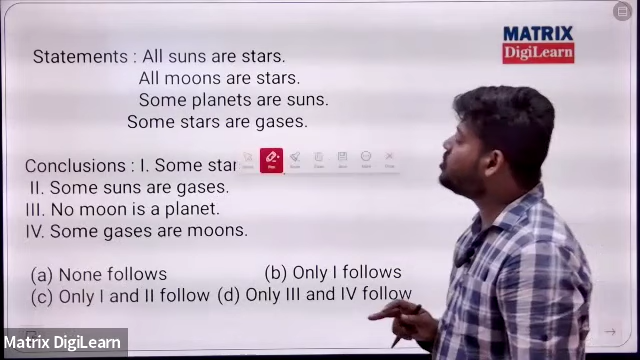 MATRIX
DigiLearn
Statements : All suns are stars.
All moons are stars.
Some planets are suns.
Some stars are gases.
Conclusions : I. Some star
II. Some suns are gases.
III. No moon is a planet.
IV. Some gases are moons.
(a) None follows (b) Only I follows
(c) Only I and II follow (d) Only III and IV follow
Matrix DigiLearn